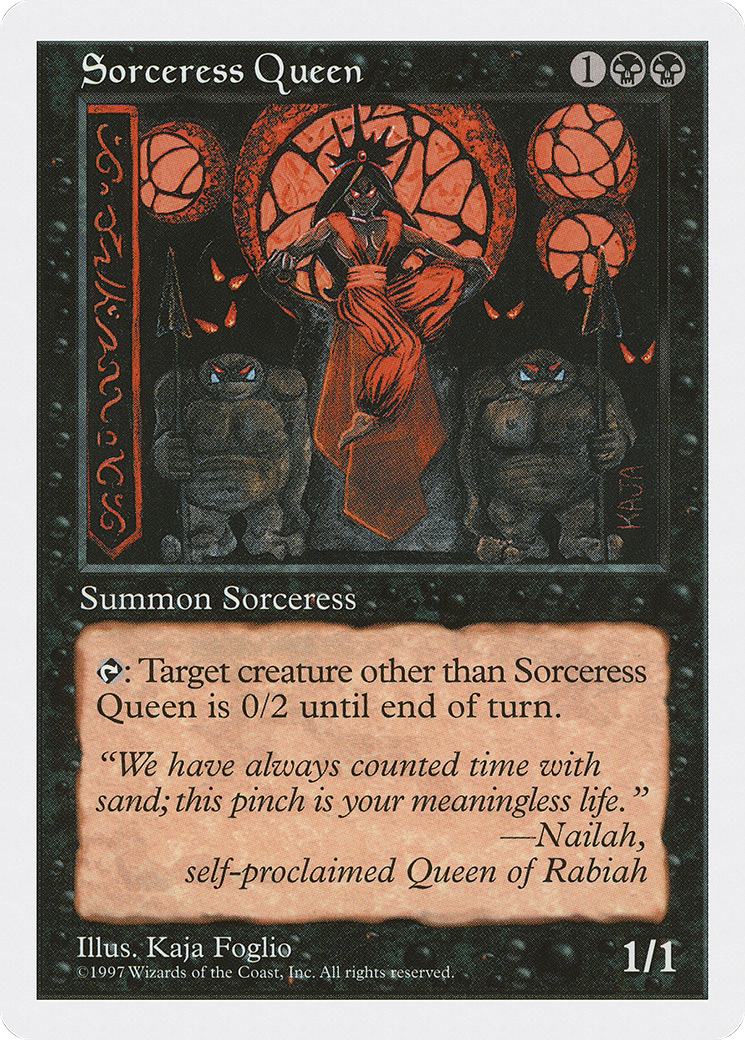 Sorceress Queen 1
KAJA
Summon Sorceress
: Target creature other than Sorceress
Queen is 0/2 until end of turn.
“We have always counted time with
sand; this pinch is your meaningless life.”
—Nailah,
self-proclaimed Queen of Rabiah
Illus. Kaja Foglio
©1997 Wizards of the Coast, Inc. All rights reserved.
1/1